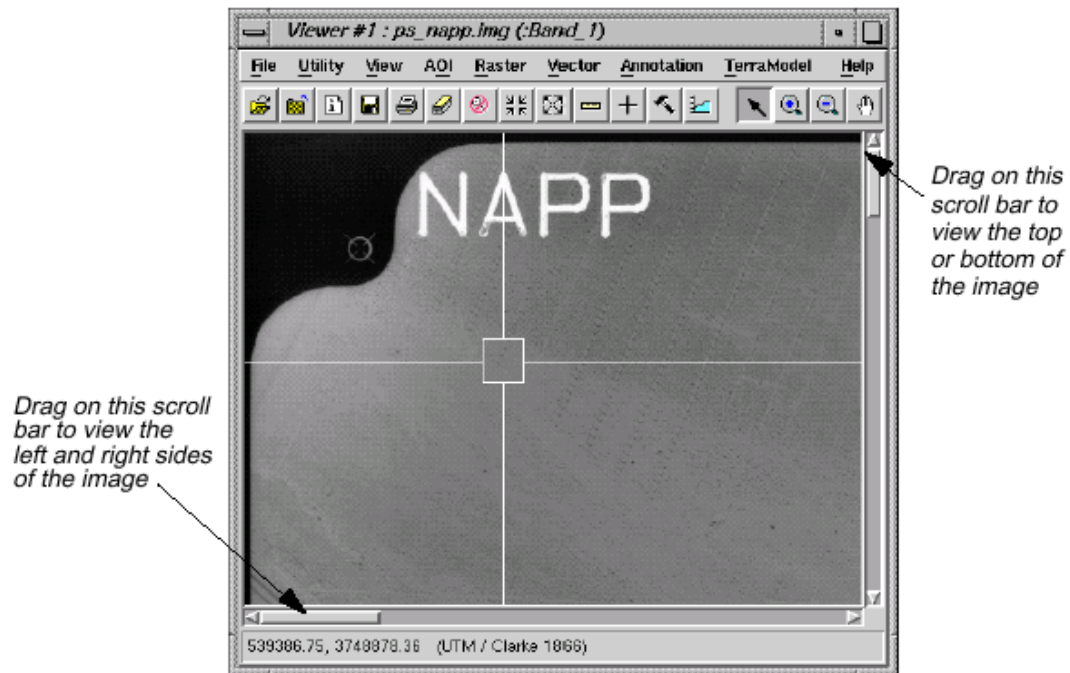 Viewer #1 : ps_napp.img (:Band_1)
File Utility View AOI Raster Vector Annotation TerraModel Help
NAPP
Drag on this
scroll bar to
view the top
or bottom of
the image
Drag on this scroll
bar to view the
left and right sides
of the image
539386.75, 3748878.36 (UTM / Clarke 1866)